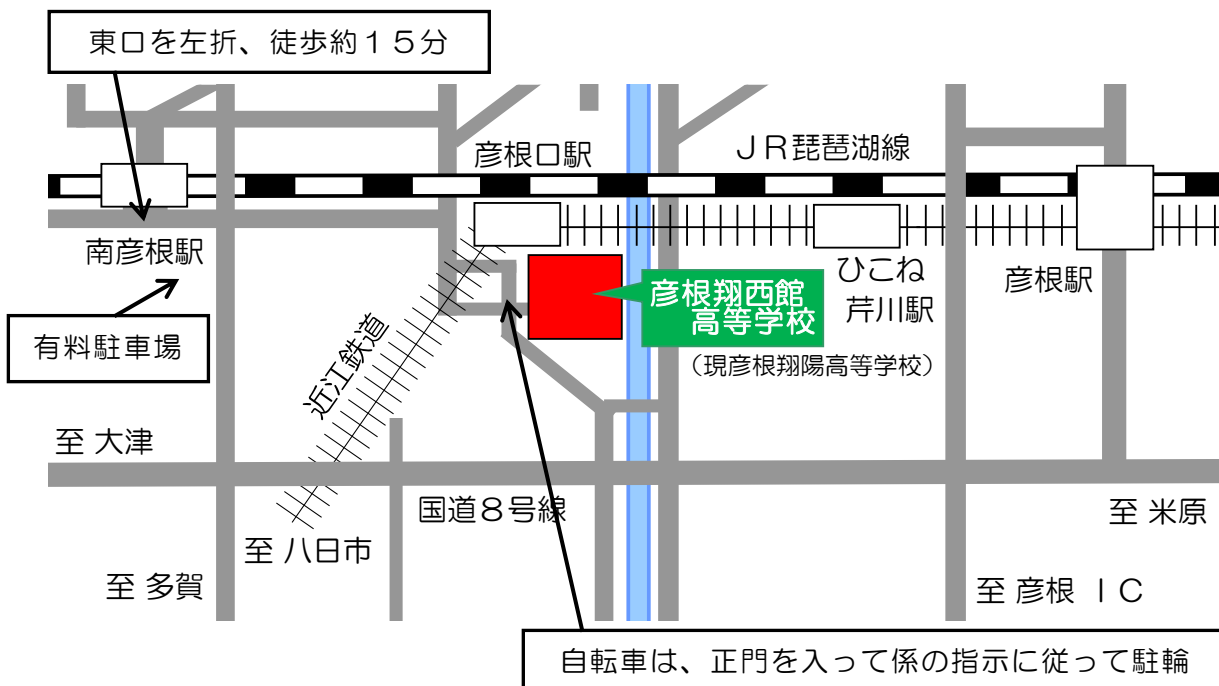 東口を左折、徒歩約１５分
彦根口駅
ＪＲ琵琶湖線
南彦根駅
ひこね
芹川駅
彦根駅
彦根翔西館
高等学校
（現彦根翔陽高等学校）
有料駐車場
近江鉄道
至 大津
国道８号線
至 米原
至 八日市
至 多賀
至 彦根 ＩＣ
自転車は、正門を入って係の指示に従って駐輪